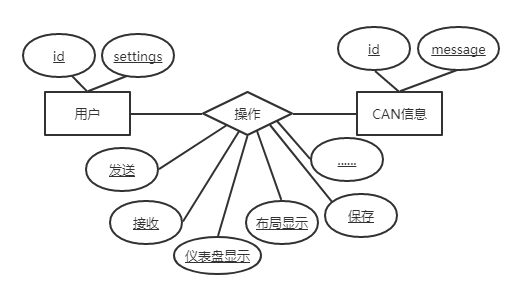 id
settings
id
message
用户
操作
CAN信息
发送
......
接收
布局显示
保存
仪表盘显示